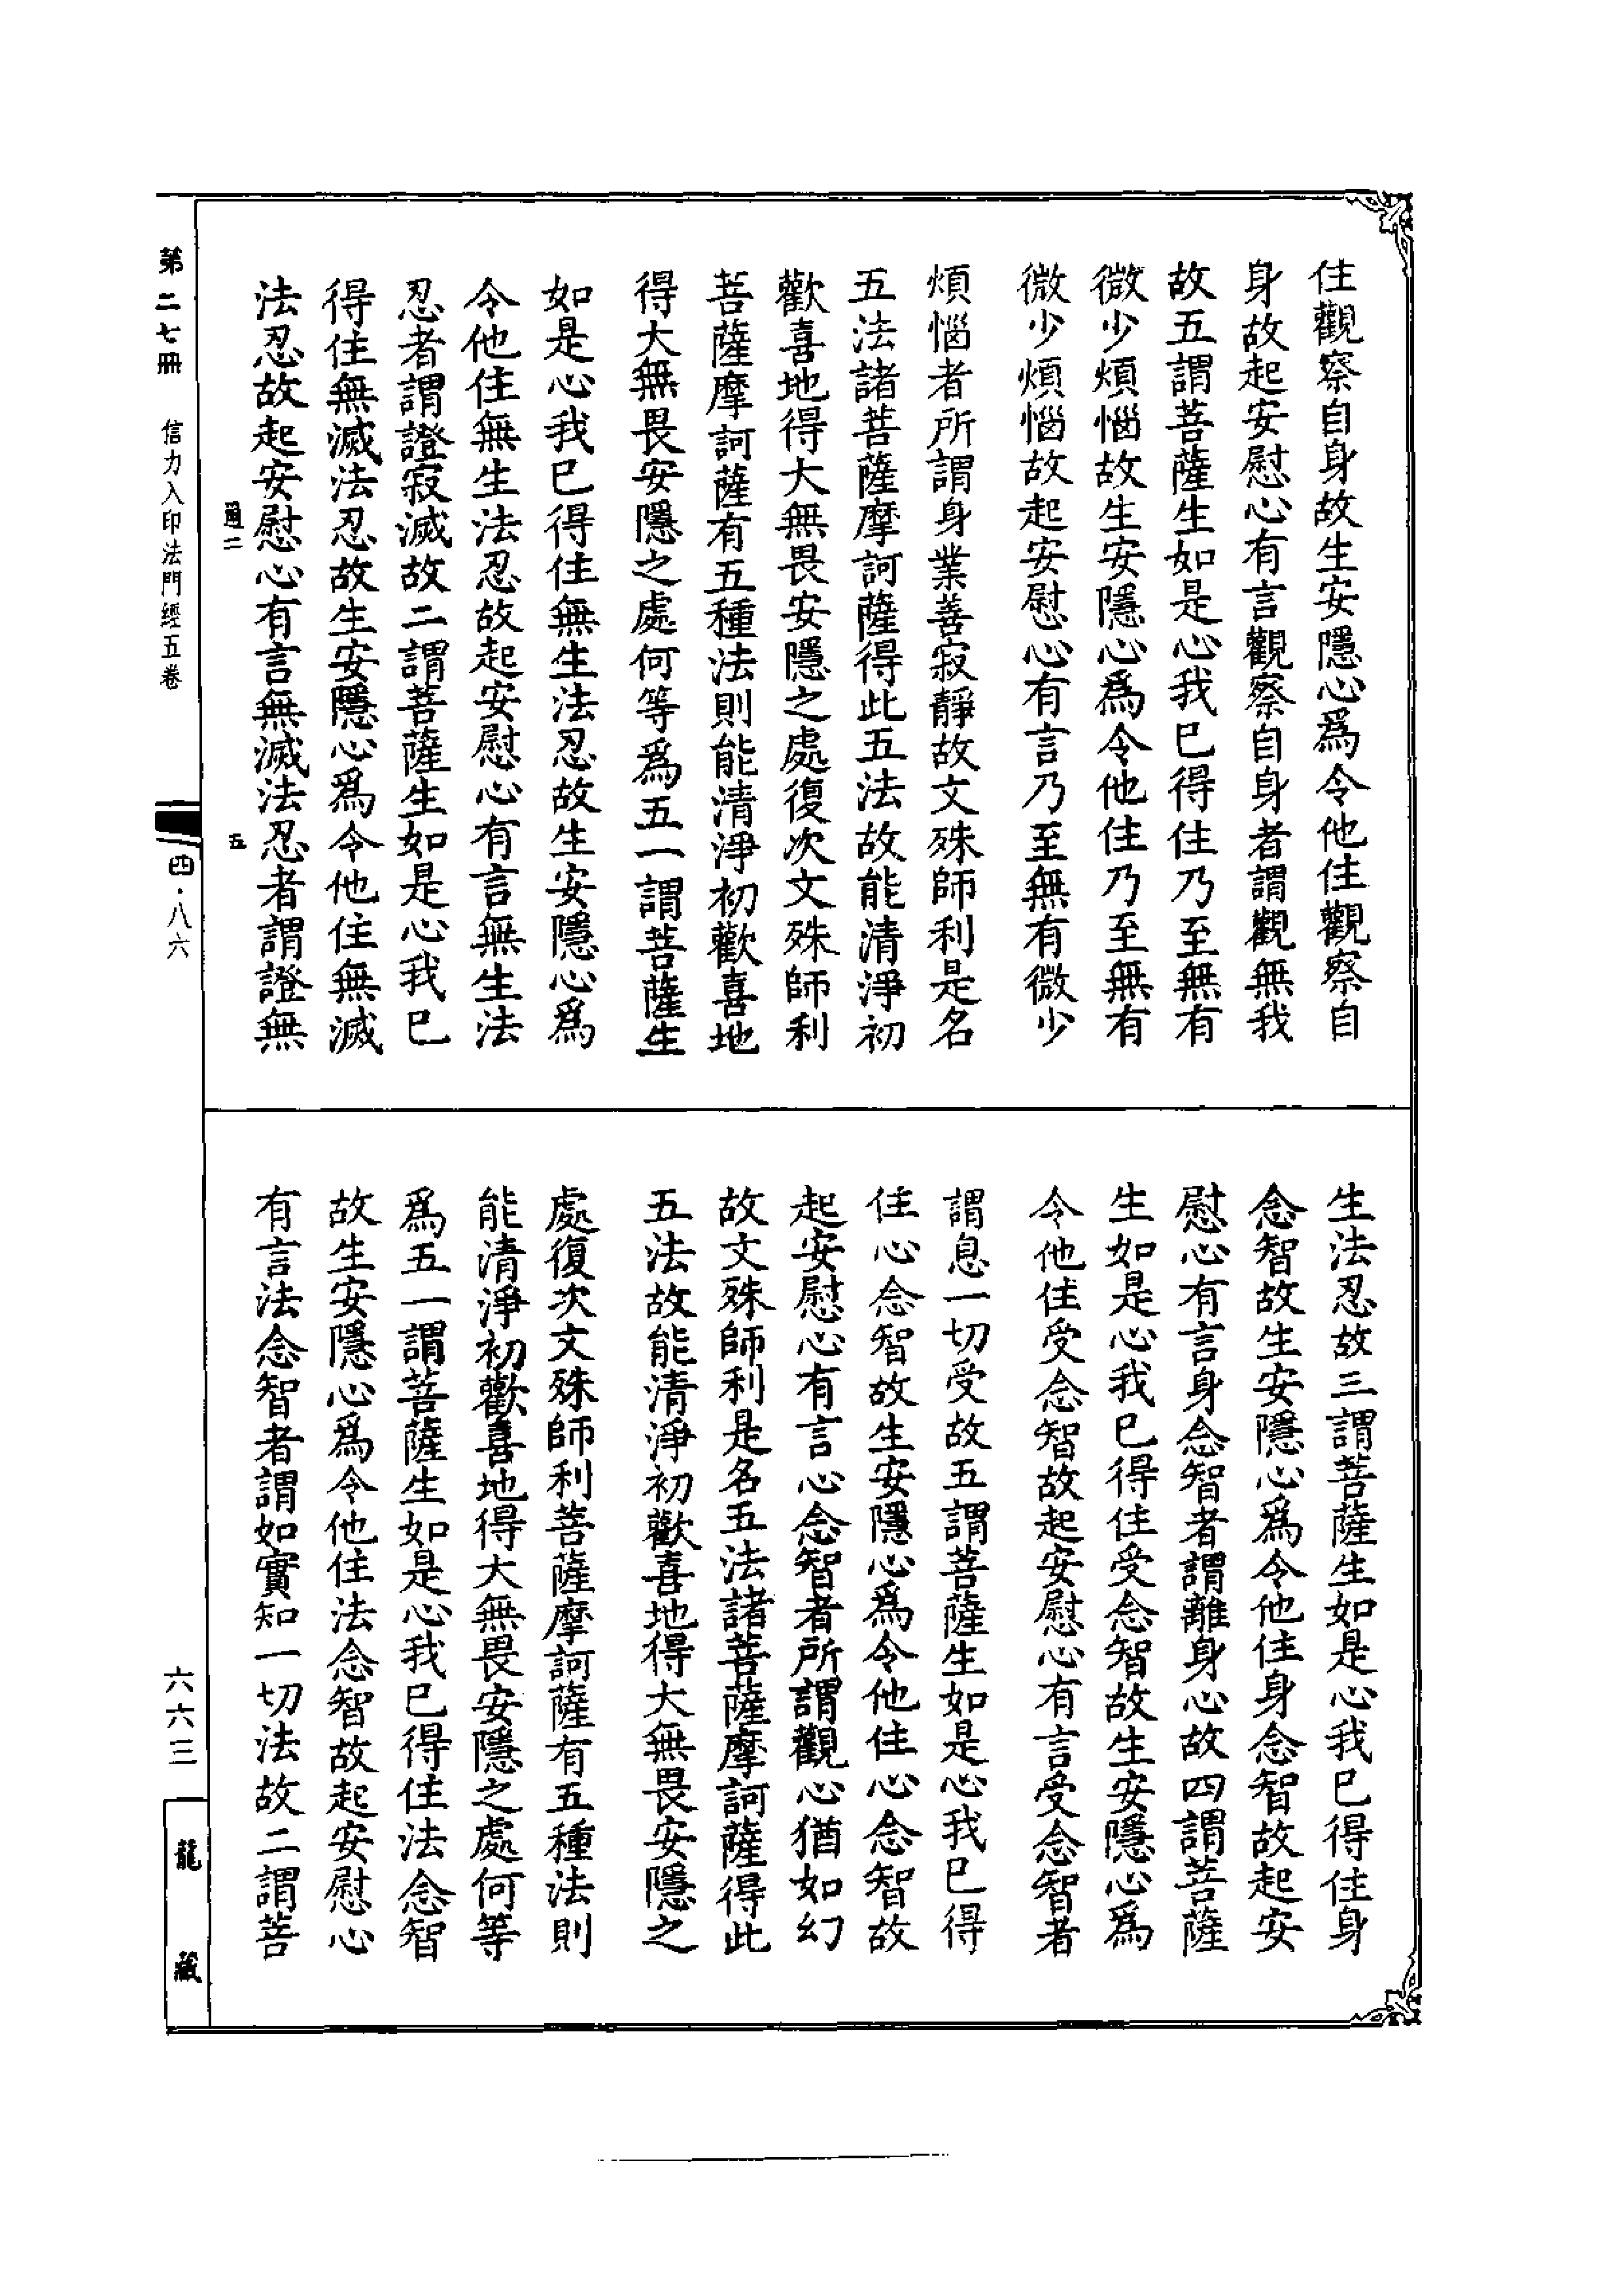 住觀察自身故生安隱心爲令他住觀察自
身故起安慰心有言觀察自身者謂觀無我
故五謂菩薩生如是心我已得住乃至無有
微少煩惱故生安隱心爲令他住乃至無有
微少煩惱故起安慰心有言乃至無有微少
煩惱者所謂身業善寂靜故文殊師利是名
五法諸菩薩摩訶薩得此五法故能清淨初
歡喜地得大無畏安隱之處復次文殊師利
菩薩摩訶薩有五種法則能清淨初歡喜地
得大無畏安隱之處何等爲五一謂菩薩生
如是心我已得住無生法忍故生安隱心爲
令他住無生法忍故起安慰心有言無生法
忍者謂證寂滅故二謂菩薩生如是心我已
得住無滅法忍故生安隱心爲令他住無滅
法忍故起安慰心有言無滅法忍者謂證無
生法忍故三謂菩薩生如是心我已得住身
念智故生安隱心爲令他住身念智故起安
慰心有言身念智者謂離身心故四謂菩薩
生如是心我已得住受念智故生安隱心爲
令他住受念智故起安慰心有言受念智者
謂息一切受故五謂菩薩生如是心我已得
住心念智故生安隱心爲令他住心念智故
起安慰心有言心念智者所謂觀心猶如幻
故文殊師利是名五法諸菩薩摩訶薩得此
五法故能清淨初歡喜地得大無畏安隱之
處復次文殊師利菩薩摩訶薩有五種法則
能清淨初歡喜地得大無畏安隱之處何等
爲五一謂菩薩生如是心我已得住法念智
故生安隱心爲令他住法念智故起安慰心
有言法念智者謂如實知一切法故二謂菩
通二
五
第二七冊
信力入印法門經五卷
四·八六
六六三
龍藏